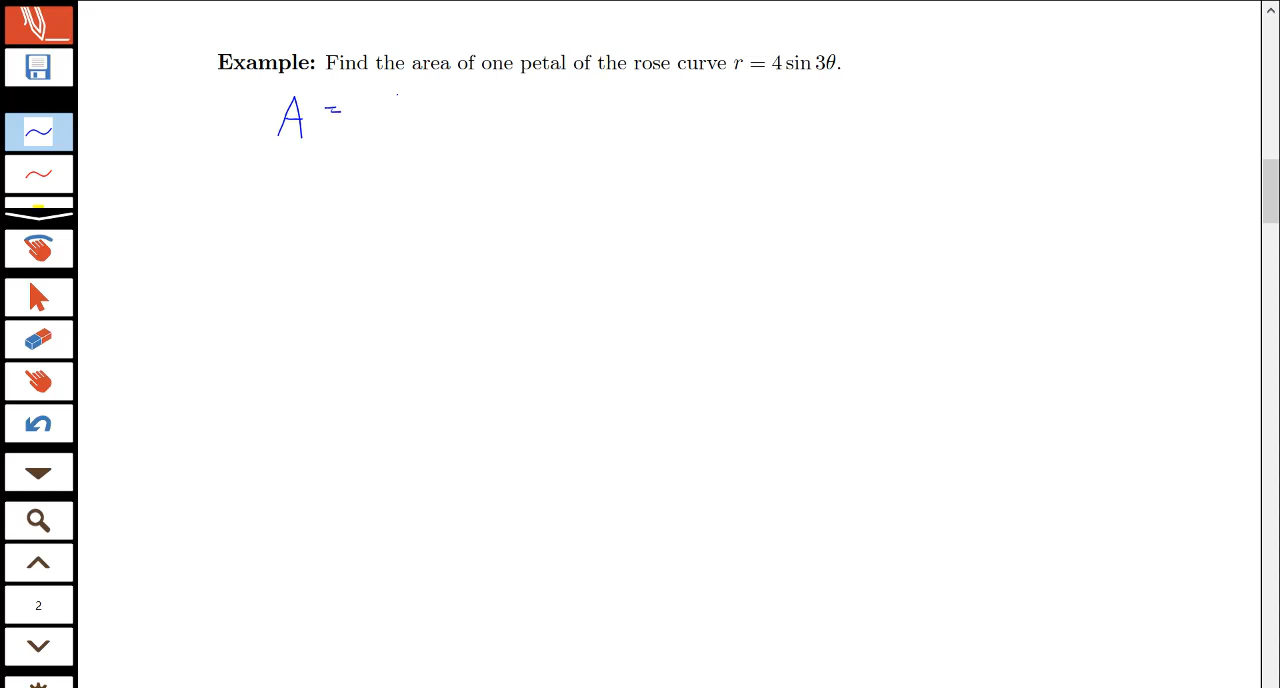 Example: Find the area of one petal of the rose curve r = 4 sin 3θ.
A =
2